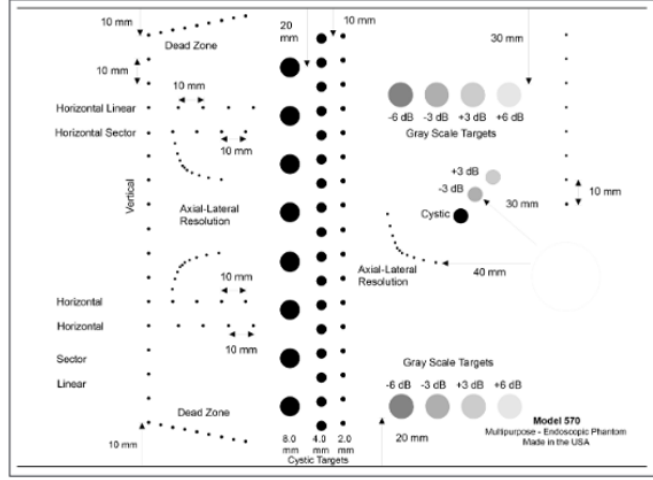 10 mm
Dead Zone
20
mm
10 mm
30 mm
10 mm
10 mm
Horizontal Linear
Horizontal Sector
10 mm
-6 dB
-3 dB
+3 dB
+6 dB
Gray Scale Targets
Vertical
Axial-Lateral
Resolution
+3 dB
-3 dB
30 mm
10 mm
Cystic
10 mm
Axial-Lateral
Resolution
40 mm
Horizontal
Horizontal
10 mm
Sector
Linear
Gray Scale Targets
-6 dB
-3 dB
+3 dB
+6 dB
Dead Zone
10 mm
8.0
mm
4.0
mm
2.0
mm
Cystic Targets
20 mm
Model 570
Multipurpose - Endoscopic Phantom
Made in the USA